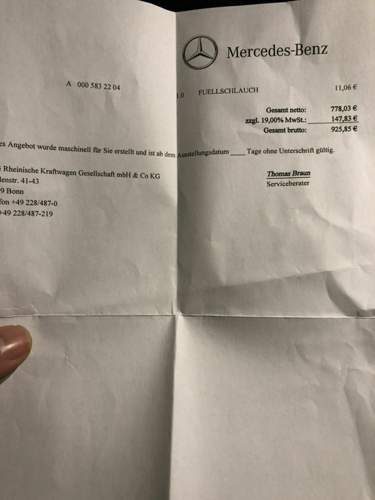 Mercedes-Benz
A 000 583 22 04 1.0 FUELLSCHLAUCH 11,06 €
Gesamt netto: 778,03 €
zzgl. 19,00% MwSt.: 147,83 €
Gesamt brutto: 925,85 €
es Angebot wurde maschinell für Sie erstellt und ist ab dem Ausstellungsdatum ____ Tage ohne Unterschrift gültig.
Rheinische Kraftwagen Gesellschaft mbH & Co KG
enstr. 41-43
9 Bonn
fon +49 228/487-0
+49 228/487-219
Thomas Braun
Serviceberater